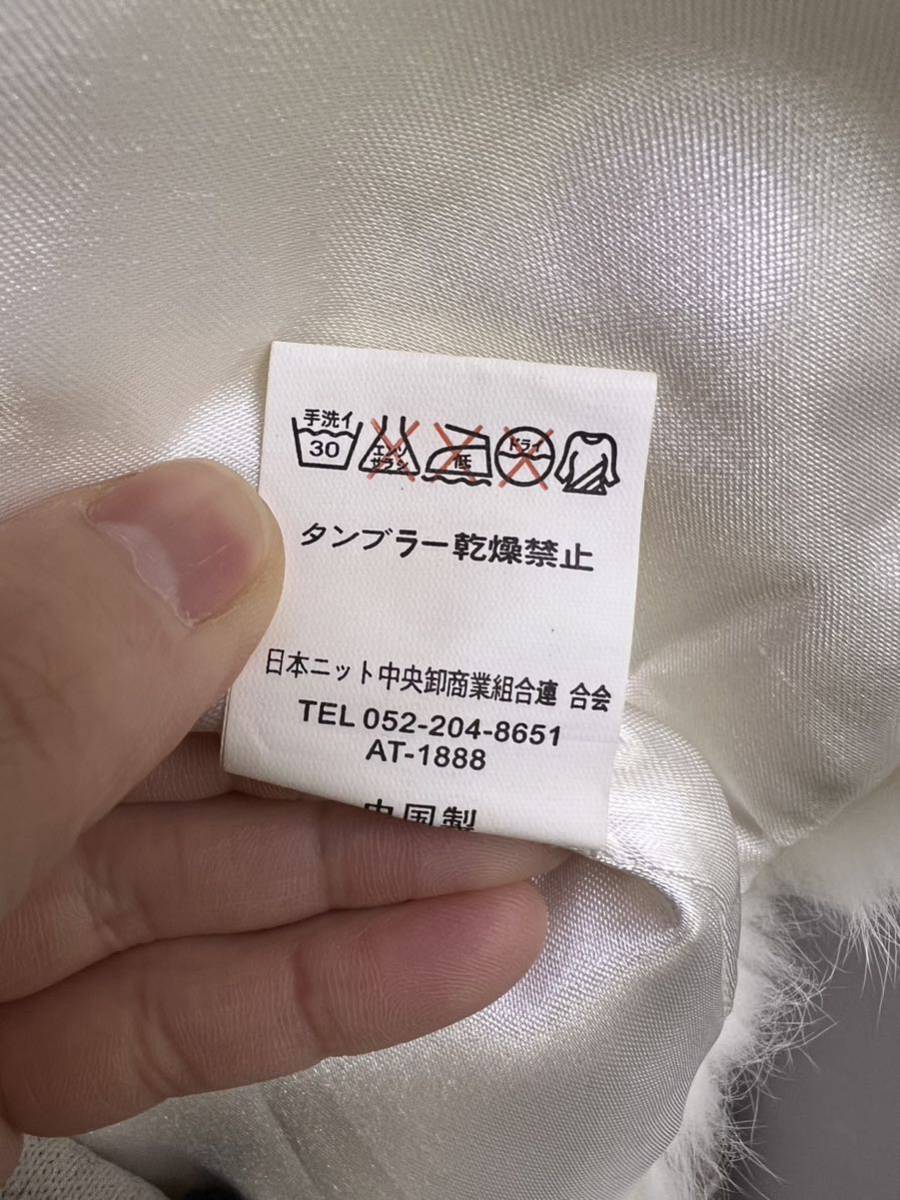 手洗イ
30
エンソ
サラシ
低
ドライ
タンブラー乾燥禁止
日本ニット中央卸商業組合連 合会
TEL 052-204-8651
AT-1888
中国製